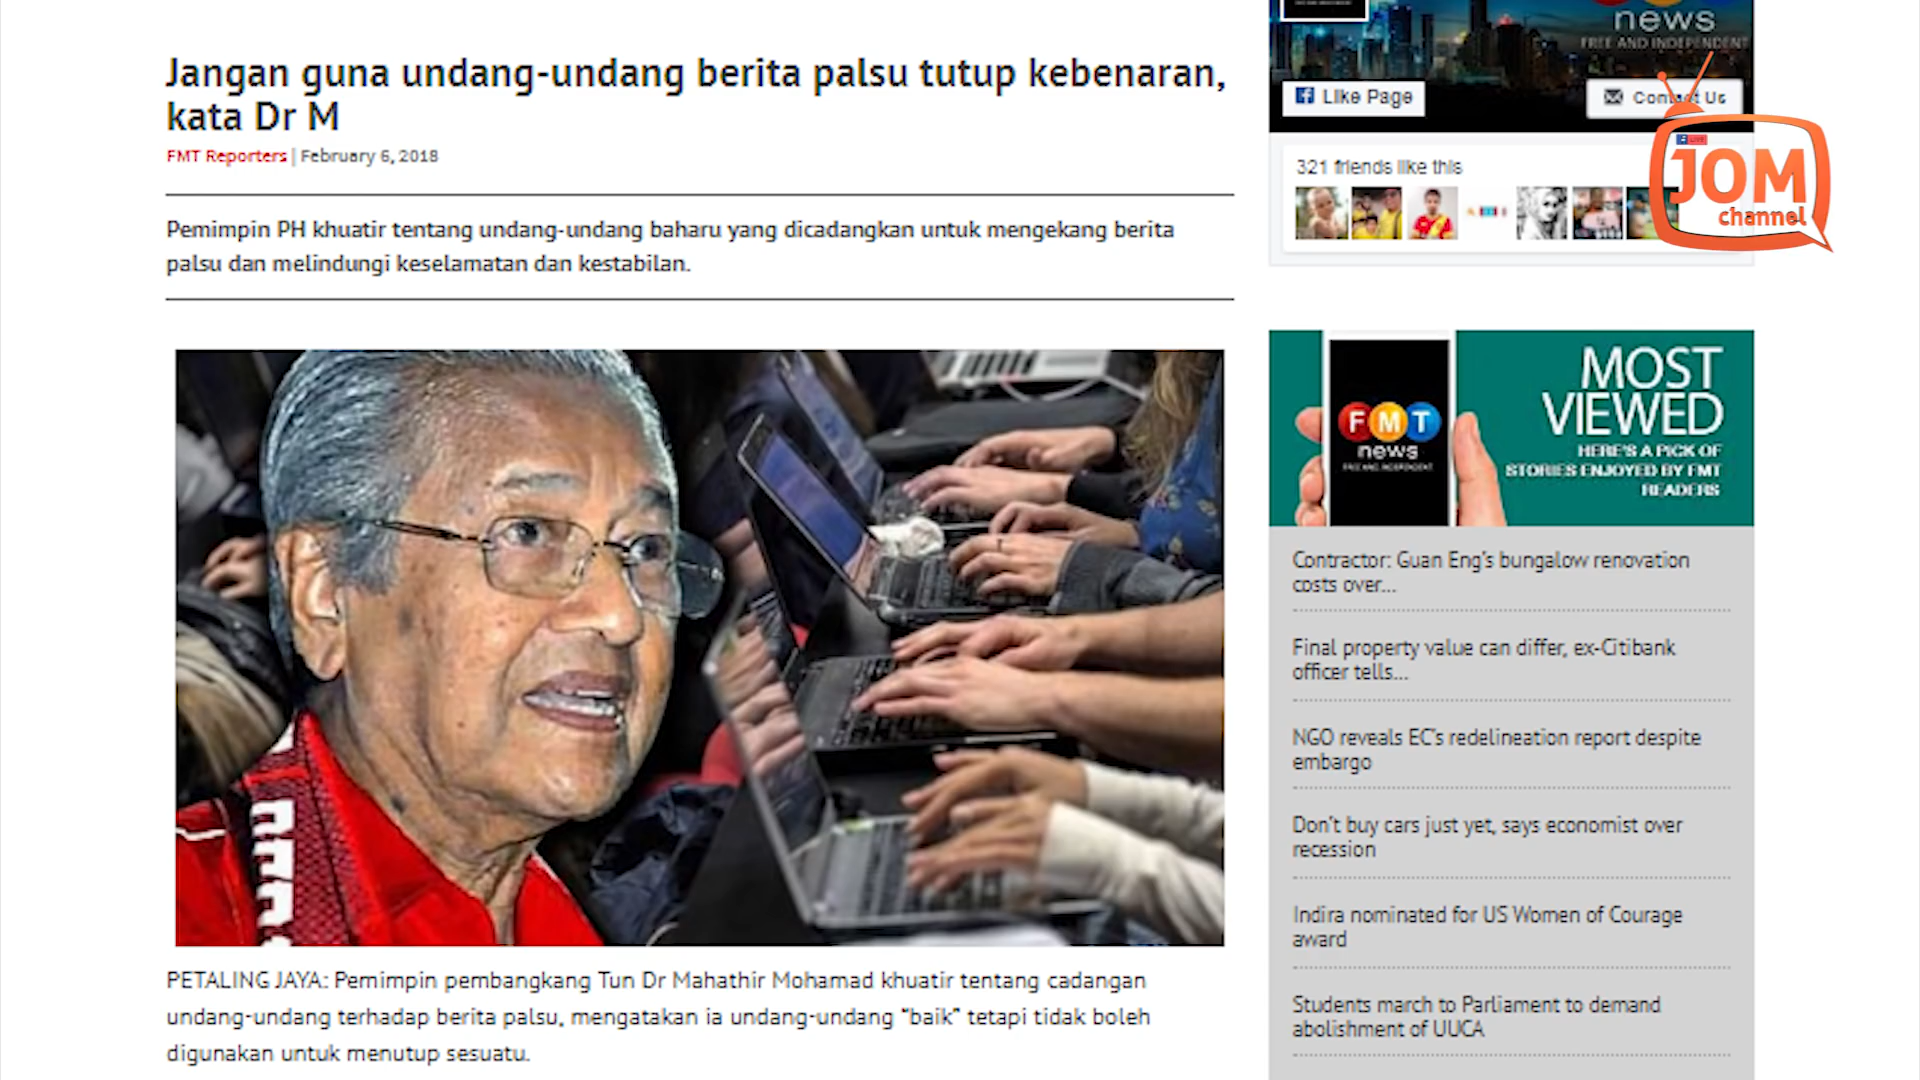 Jangan guna undang-undang berita palsu tutup kebenaran,
kata Dr M
FMT Reporters | February 6, 2018
Pemimpin PH khuatir tentang undang-undang baharu yang dicadangkan untuk mengekang berita
palsu dan melindungi keselamatan dan kestabilan.
PETALING JAYA: Pemimpin pembangkang Tun Dr Mahathir Mohamad khuatir tentang cadangan
undang-undang terhadap berita palsu, mengatakan ia undang-undang “baik” tetapi tidak boleh
digunakan untuk menutup sesuatu.
news
FREE AND INDEPENDENT
Like Page
Contact Us
321 friends like this
JOM
channel
MOST
VIEWED
HERE'S A PICK OF
STORIES ENJOYED BY FMT
READERS
FMT
news
FREE AND INDEPENDENT
Contractor: Guan Eng's bungalow renovation
costs over...
Final property value can differ, ex-Citibank
officer tells...
NGO reveals EC's redelineation report despite
embargo
Don't buy cars just yet, says economist over
recession
Indira nominated for US Women of Courage
award
Students march to Parliament to demand
abolishment of UUCA